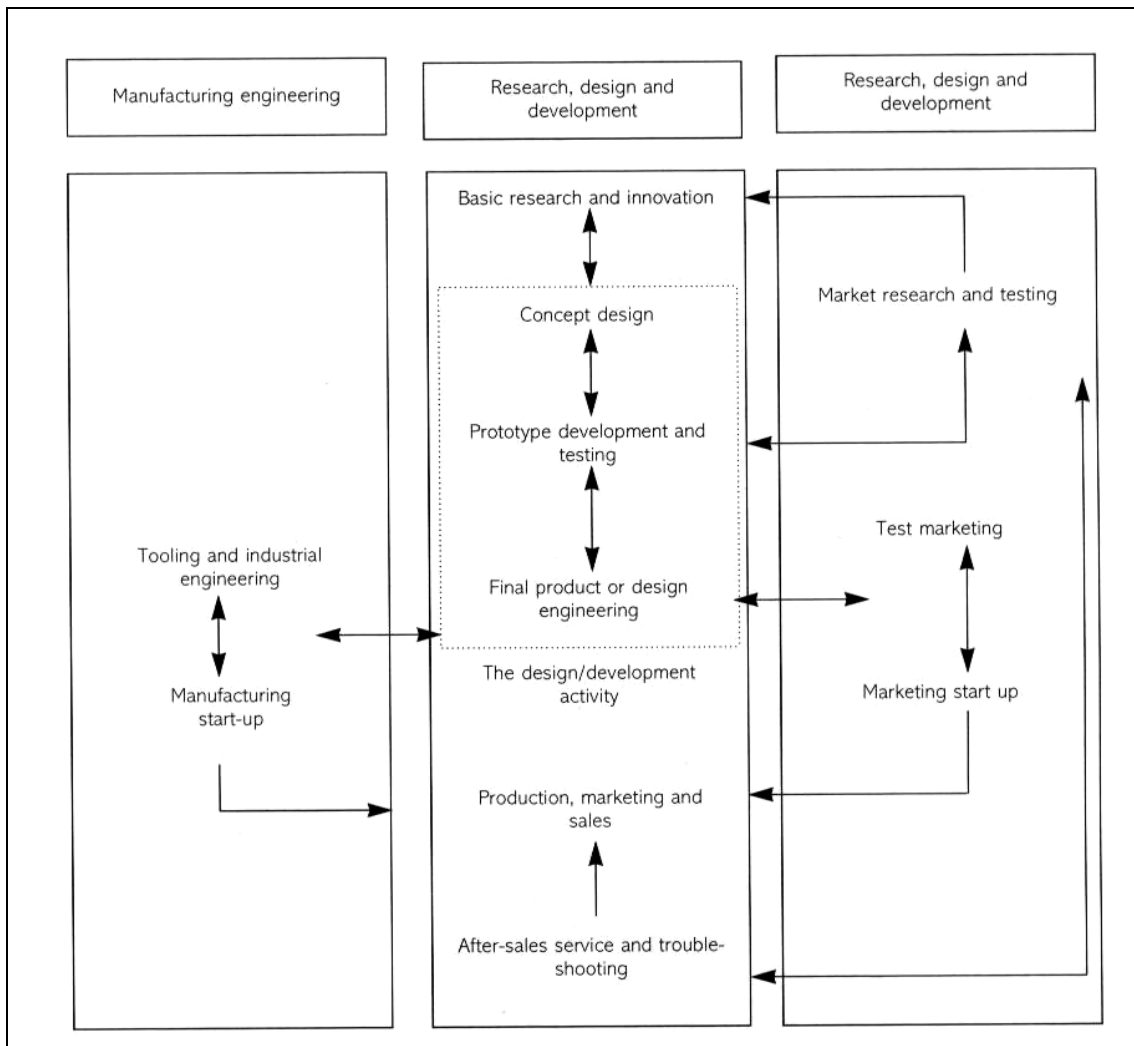 Manufacturing engineering
Research, design and
development
Research, design and
development
Basic research and innovation
Concept design
Prototype development and
testing
Final product or design
engineering
The design/development
activity
Production, marketing and
sales
After-sales service and trouble-
shooting
Tooling and industrial
engineering
Manufacturing
start-up
Market research and testing
Test marketing
Marketing start up